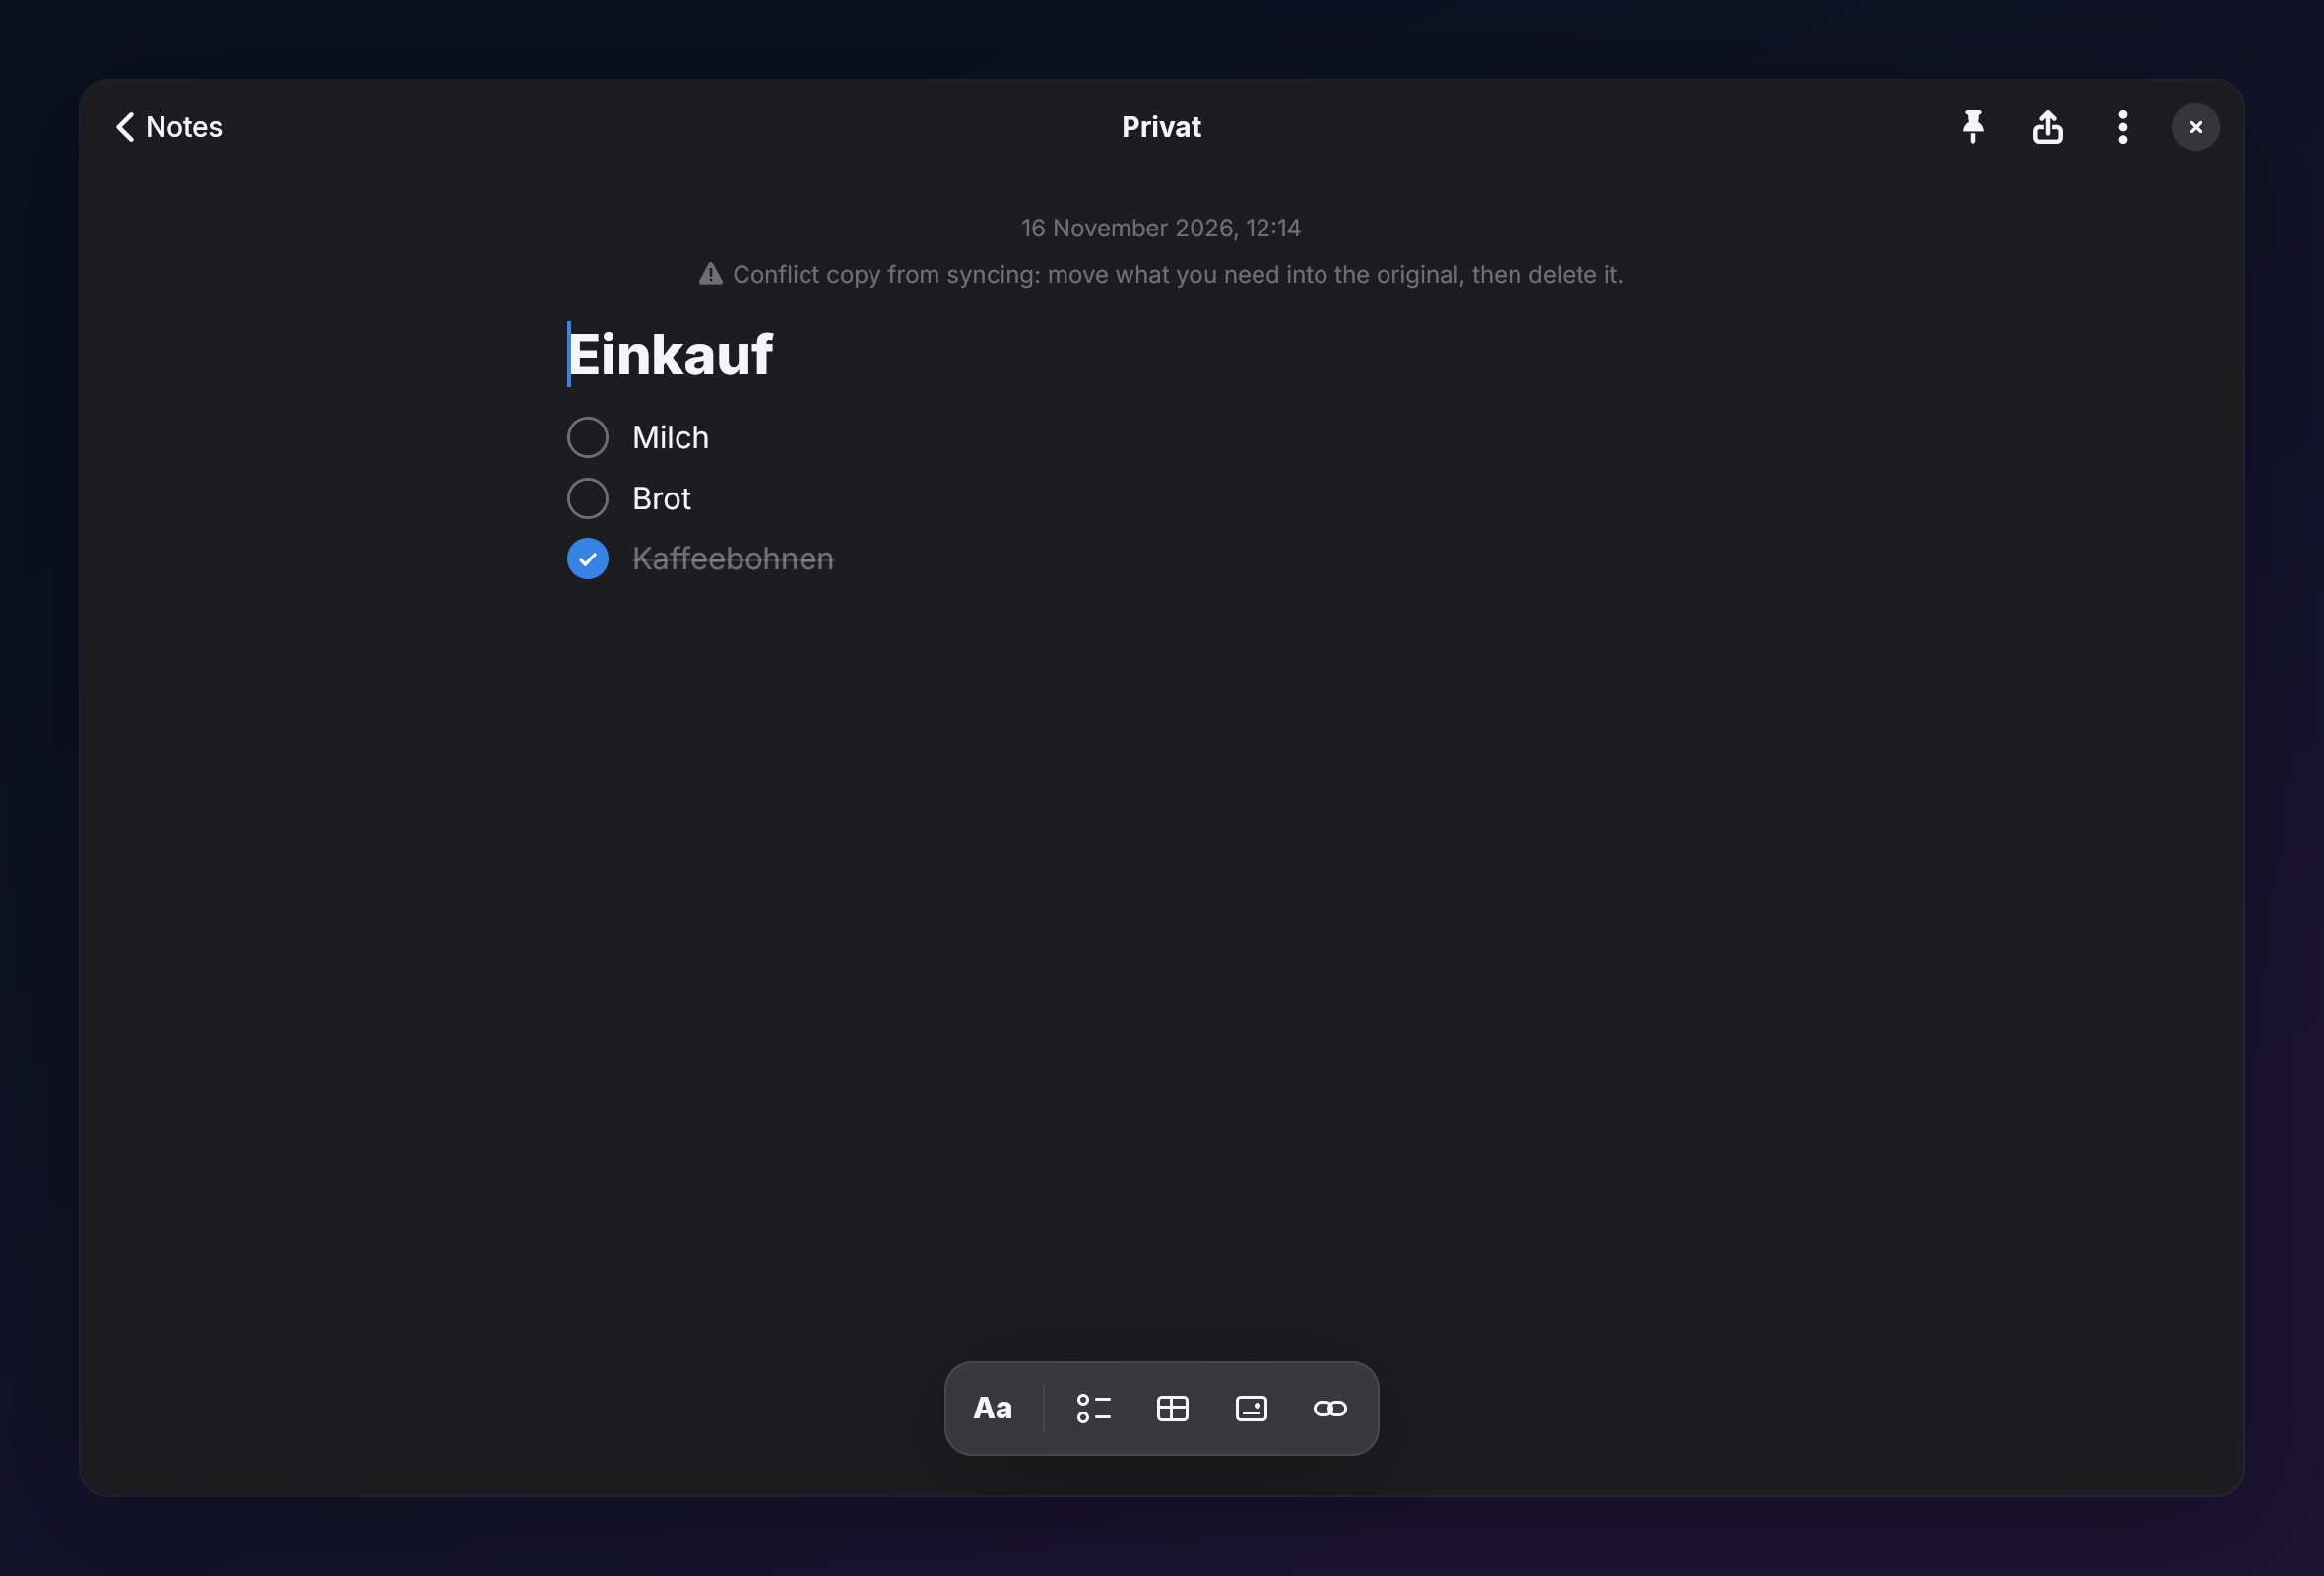 Notes
Privat
16 November 2026, 12:14
Conflict copy from syncing: move what you need into the original, then delete it.
Einkauf
Milch
Brot
Kaffeebohnen
Aa